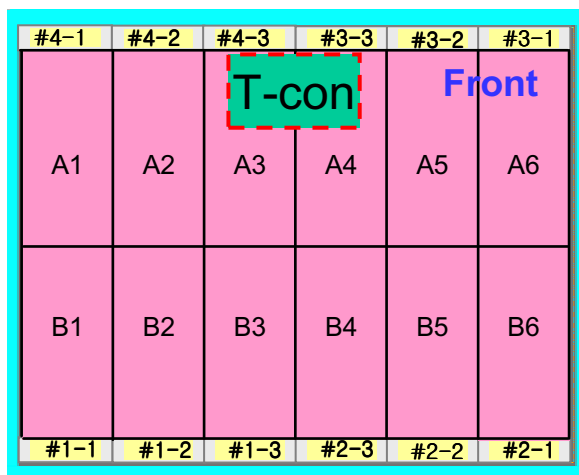 #4-1 #4-2 #4-3 #3-3 #3-2 #3-1
T-con Front
A1 A2 A3 A4 A5 A6
B1 B2 B3 B4 B5 B6
#1-1 #1-2 #1-3 #2-3 #2-2 #2-1